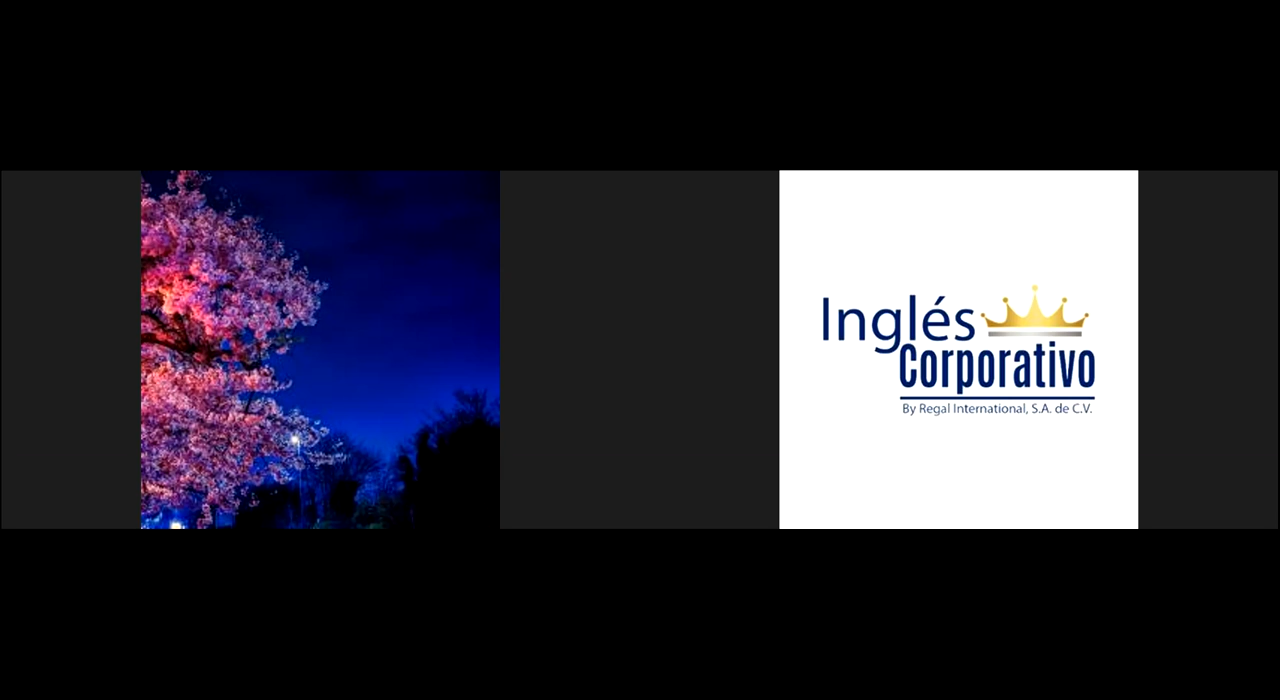 Inglés
Corporativo
By Regal International, S.A. de C.V.